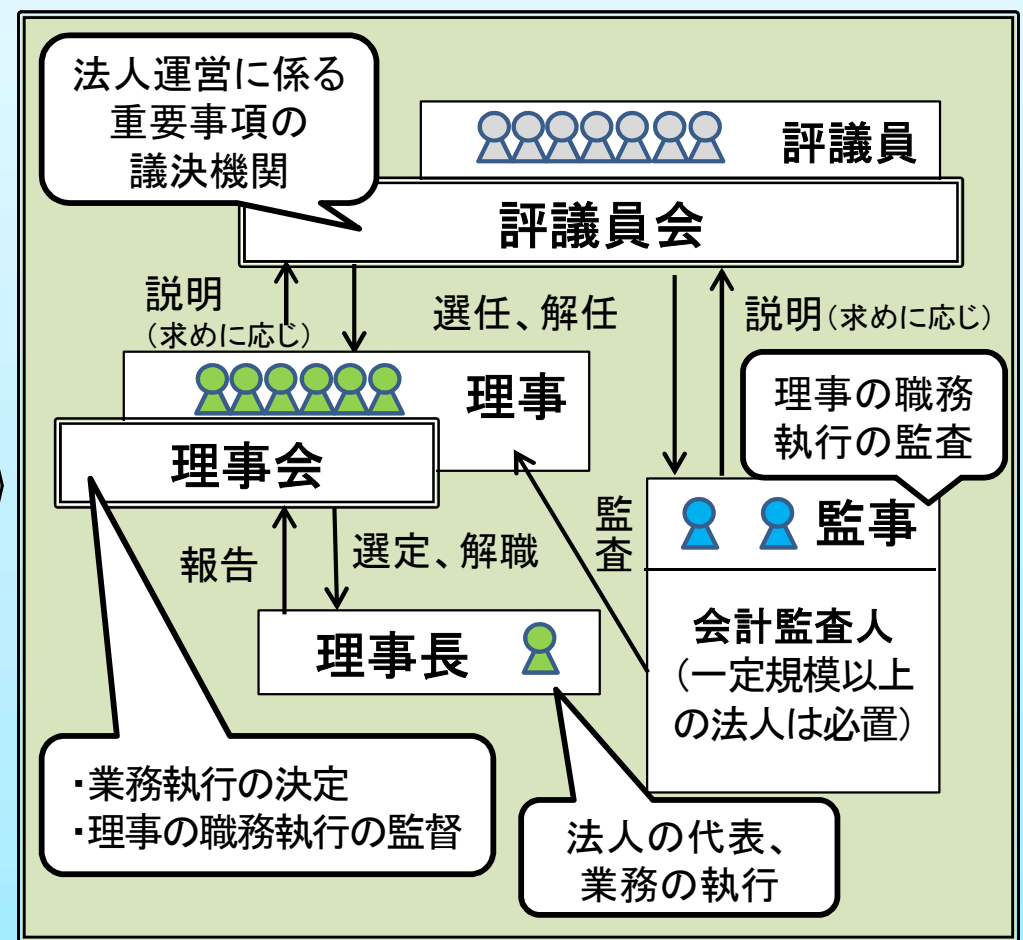 法人運営に係る
重要事項の
議決機関
評議員
評議員会
説明
(求めに応じ)
選任、解任
説明(求めに応じ)
理事
理事会
理事の職務
執行の監査
監査
監事
報告
選定、解職
会計監査人
(一定規模以上
の法人は必置)
理事長
・業務執行の決定
・理事の職務執行の監督
法人の代表、
業務の執行